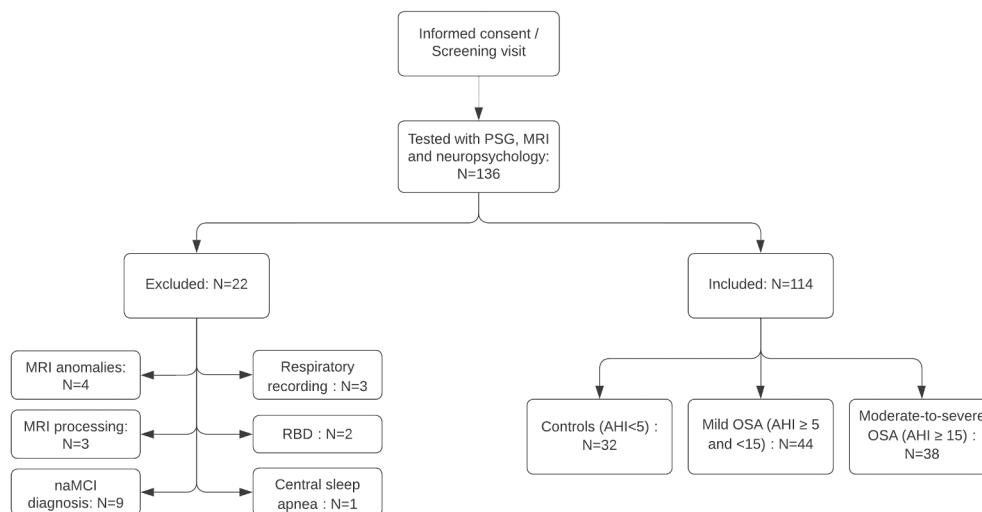 Informed consent /
Screening visit
Tested with PSG, MRI
and neuropsychology:
N=136
Excluded: N=22
Included: N=114
MRI anomalies:
N=4
Respiratory
recording : N=3
MRI processing:
N=3
RBD : N=2
naMCI
diagnosis: N=9
Central sleep
apnea : N=1
Controls (AHI<5) :
N=32
Mild OSA (AHI ≥ 5
and <15) : N=44
Moderate-to-severe
OSA (AHI ≥ 15) :
N=38